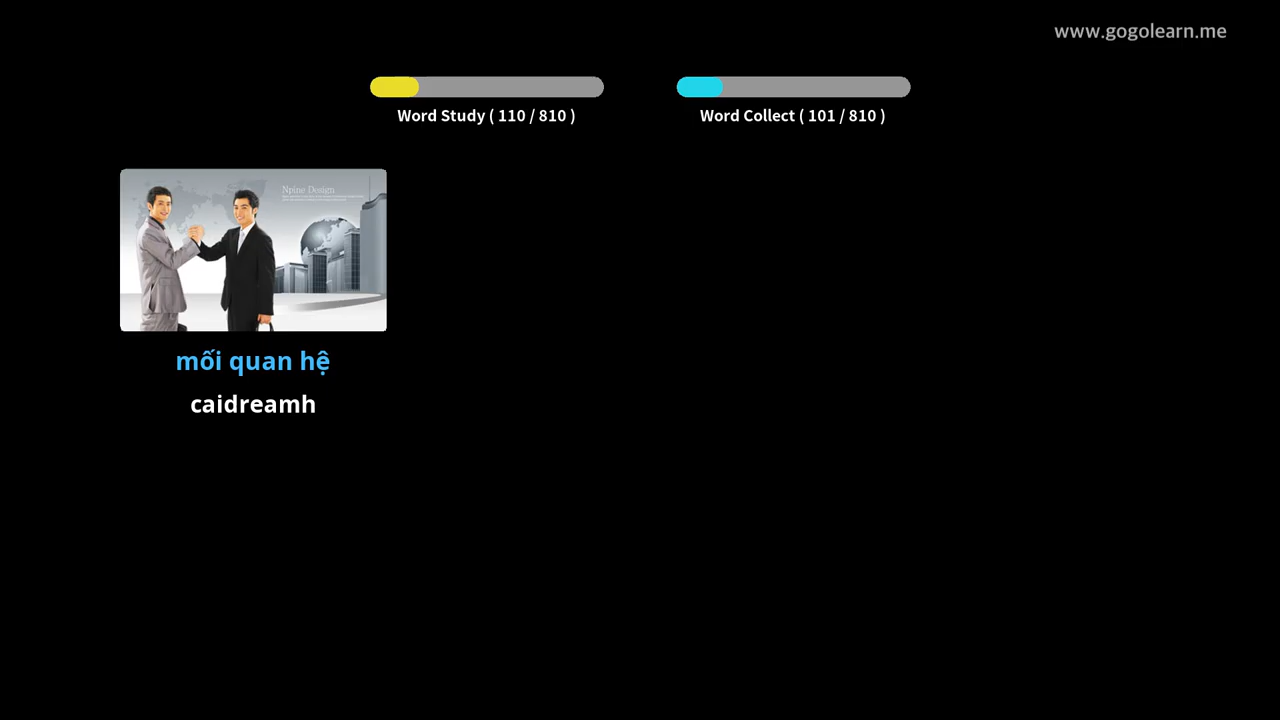 www.gogolearn.me
Word Study ( 110 / 810 )
Word Collect ( 101 / 810 )
Npine Design
mối quan hệ
caidreamh